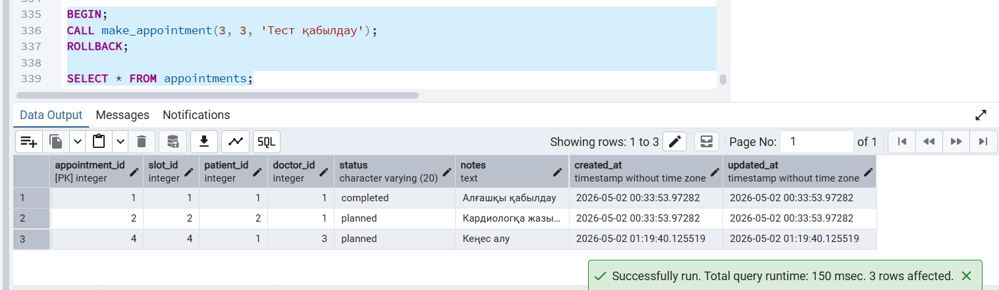 335 BEGIN;
336 CALL make_appointment(3, 3, 'Тест қабылдау');
337 ROLLBACK;
338
339 SELECT * FROM appointments;
Data Output Messages Notifications
SQL Showing rows: 1 to 3 Page No: 1 of 1
appointment_id slot_id patient_id doctor_id status notes created_at updated_at
[PK] integer integer integer integer character varying (20) text timestamp without time zone timestamp without time zone
1 1 1 1 1 completed Алғашқы қабылдау 2026-05-02 00:33:53.97282 2026-05-02 00:33:53.97282
2 2 2 2 1 planned Кардиологқа жазы... 2026-05-02 00:33:53.97282 2026-05-02 00:33:53.97282
3 4 4 1 3 planned Кеңес алу 2026-05-02 01:19:40.125519 2026-05-02 01:19:40.125519
Successfully run. Total query runtime: 150 msec. 3 rows affected.